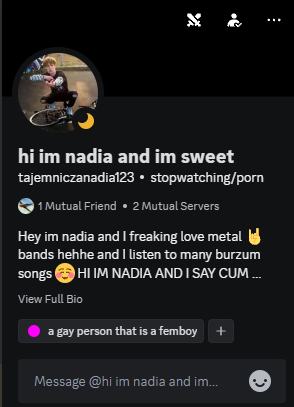 hi im nadia and im sweet
tajemniczanadia123 • stopwatching/porn
1 Mutual Friend • 2 Mutual Servers
Hey im nadia and I freaking love metal 🤘
bands hehhe and I listen to many burzum
songs ☺️ HI IM NADIA AND I SAY CUM ...
View Full Bio
a gay person that is a femboy +
Message @hi im nadia and im...